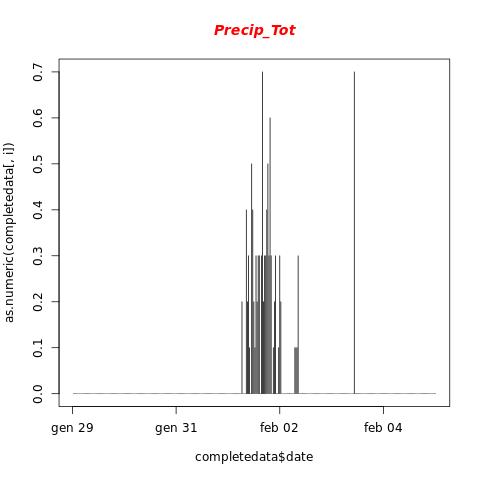 Precip_Tot
as.numeric(completedata[, i])
0.7
0.6
0.5
0.4
0.3
0.2
0.1
0.0
gen 29 gen 31 feb 02 feb 04
completedata$date